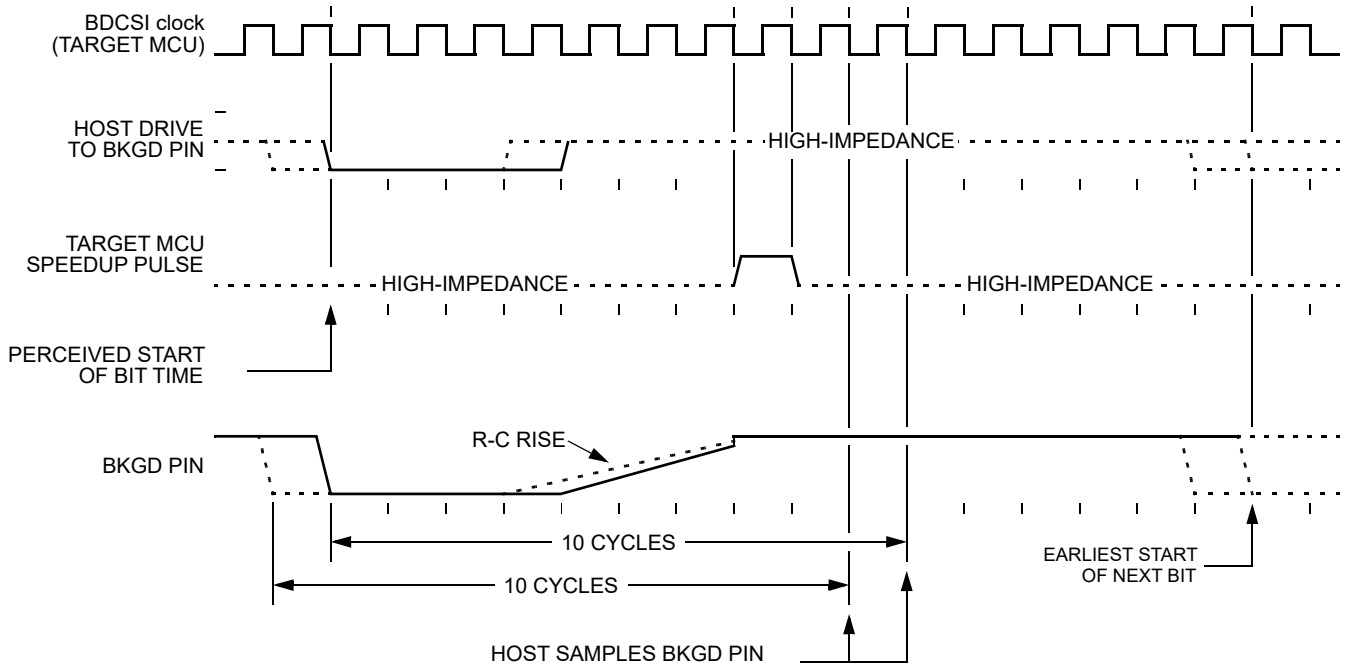 BDCSI clock
(TARGET MCU)
HOST DRIVE
TO BKGD PIN
HIGH-IMPEDANCE
TARGET MCU
SPEEDUP PULSE
HIGH-IMPEDANCE
HIGH-IMPEDANCE
PERCEIVED START
OF BIT TIME
R-C RISE
BKGD PIN
10 CYCLES
10 CYCLES
EARLIEST START
OF NEXT BIT
HOST SAMPLES BKGD PIN